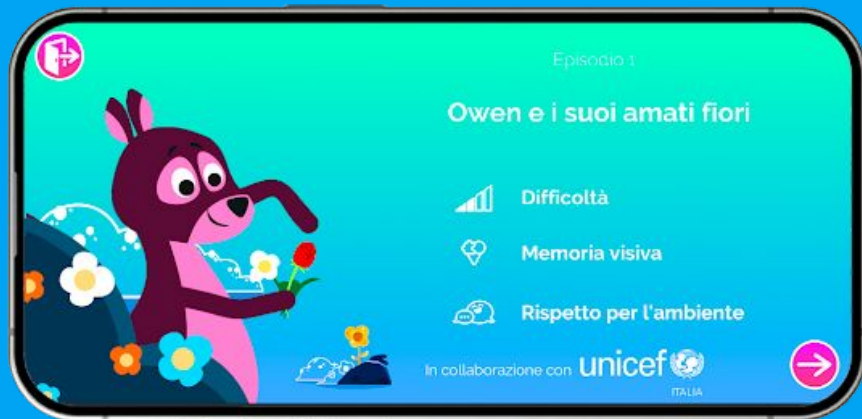 Episodio 1
Owen e i suoi amati fiori
Difficoltà
Memoria visiva
Rispetto per l'ambiente
In collaborazione con unicef
ITALIA